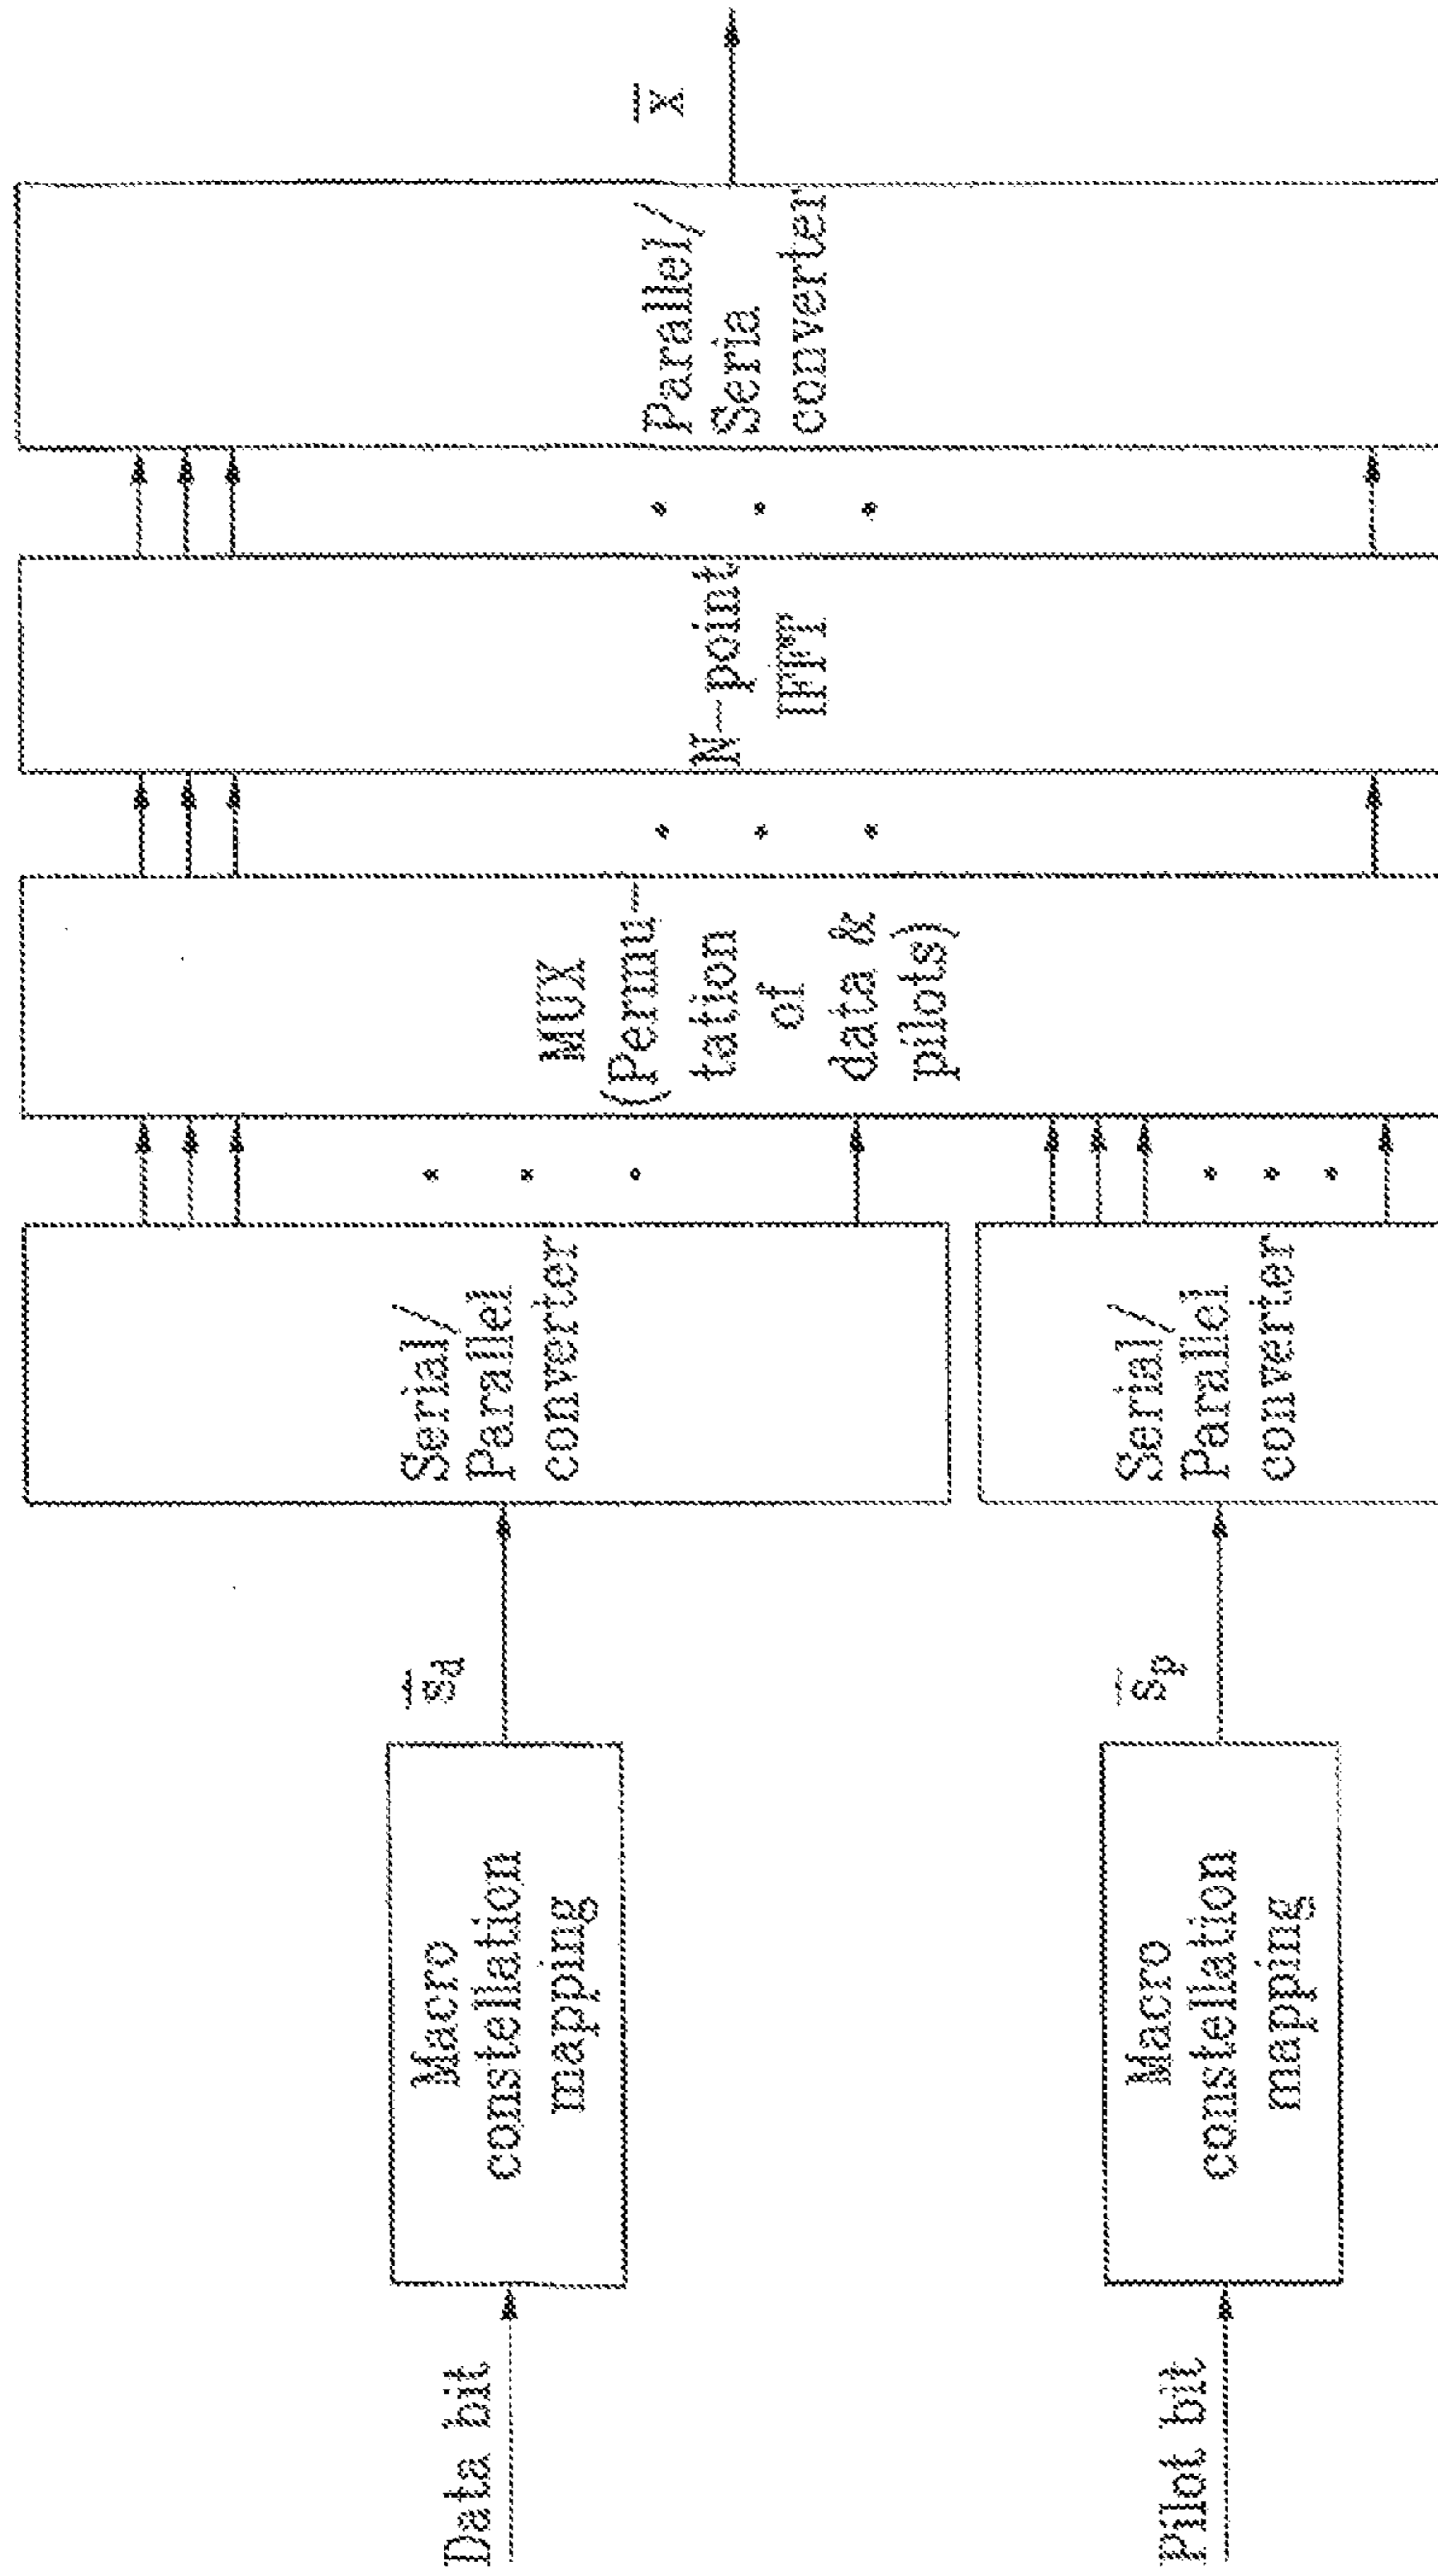 Data bit
Macro
constellation
mapping
s̅d
Serial/
Parallel
converter
Pilot bit
Macro
constellation
mapping
s̅p
Serial/
Parallel
converter
MUX
(Permu-
tation
of
data &
pilots)
N-point
IFFT
Parallel/
Seria
converter
x̅